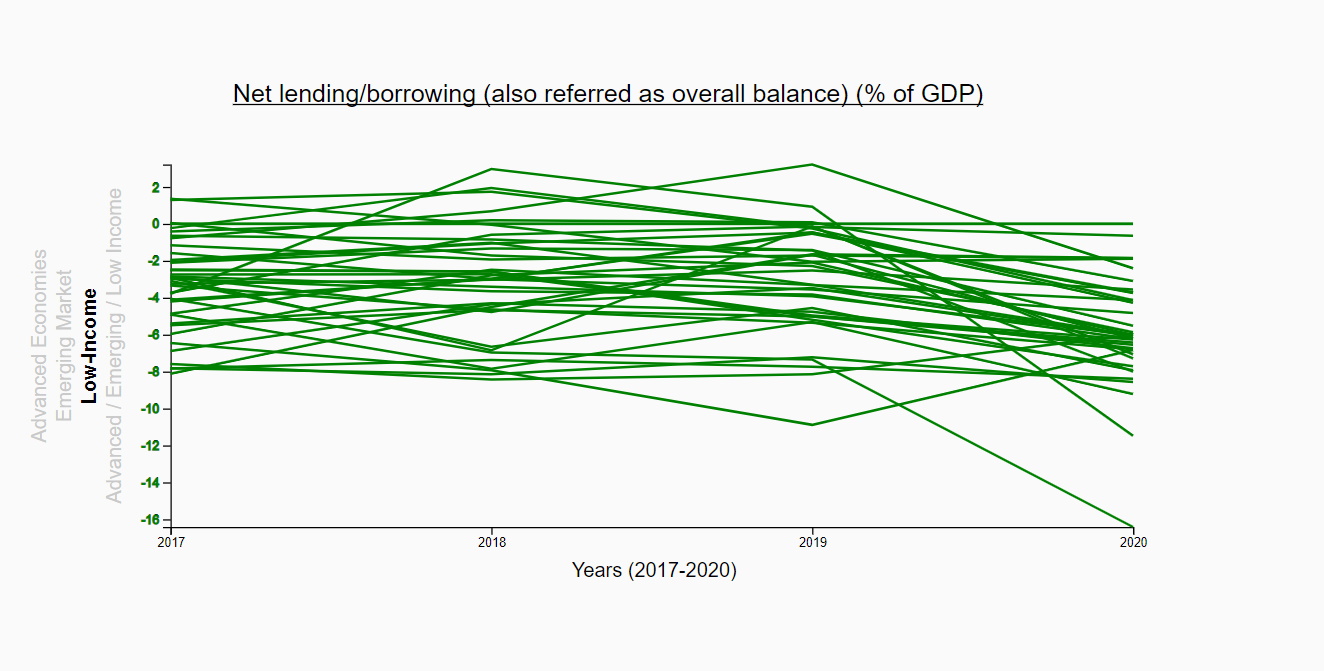 Net lending/borrowing (also referred as overall balance) (% of GDP)
Advanced Economies
Emerging Market
Low-Income
Advanced / Emerging / Low Income
2
0
-2
-4
-6
-8
-10
-12
-14
-16
2017
2018
2019
2020
Years (2017-2020)